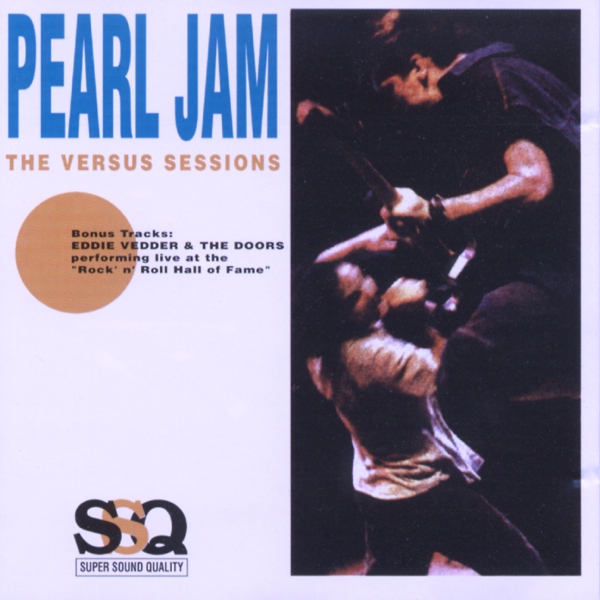 PEARL JAM
THE VERSUS SESSIONS
Bonus Tracks:
EDDIE VEDDER & THE DOORS
performing live at the
"Rock' n' Roll Hall of Fame"
SSQ
SUPER SOUND QUALITY